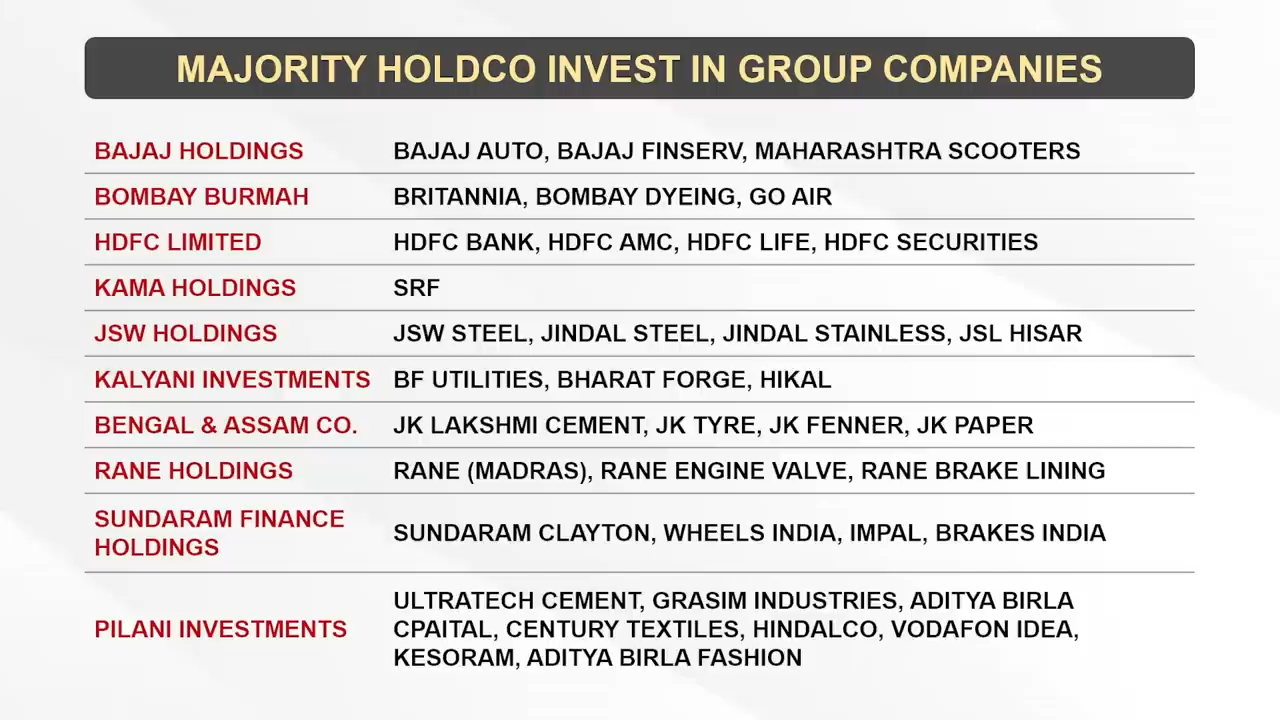 MAJORITY HOLDCO INVEST IN GROUP COMPANIES
BAJAJ HOLDINGS BAJAJ AUTO, BAJAJ FINSERV, MAHARASHTRA SCOOTERS
BOMBAY BURMAH BRITANNIA, BOMBAY DYEING, GO AIR
HDFC LIMITED HDFC BANK, HDFC AMC, HDFC LIFE, HDFC SECURITIES
KAMA HOLDINGS SRF
JSW HOLDINGS JSW STEEL, JINDAL STEEL, JINDAL STAINLESS, JSL HISAR
KALYANI INVESTMENTS BF UTILITIES, BHARAT FORGE, HIKAL
BENGAL & ASSAM CO. JK LAKSHMI CEMENT, JK TYRE, JK FENNER, JK PAPER
RANE HOLDINGS RANE (MADRAS), RANE ENGINE VALVE, RANE BRAKE LINING
SUNDARAM FINANCE
HOLDINGS
SUNDARAM CLAYTON, WHEELS INDIA, IMPAL, BRAKES INDIA
PILANI INVESTMENTS
ULTRATECH CEMENT, GRASIM INDUSTRIES, ADITYA BIRLA
CPAITAL, CENTURY TEXTILES, HINDALCO, VODAFON IDEA,
KESORAM, ADITYA BIRLA FASHION